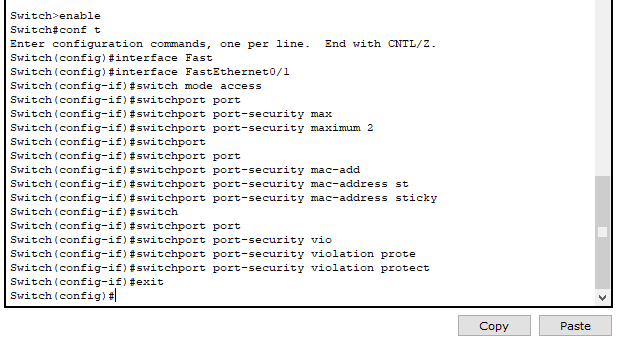 Switch>enable
Switch#conf t
Enter configuration commands, one per line.  End with CNTL/Z.
Switch(config)#interface Fast
Switch(config)#interface FastEthernet0/1
Switch(config-if)#switch mode access
Switch(config-if)#switchport port
Switch(config-if)#switchport port-security max
Switch(config-if)#switchport port-security maximum 2
Switch(config-if)#switchport
Switch(config-if)#switchport port
Switch(config-if)#switchport port-security mac-add
Switch(config-if)#switchport port-security mac-address st
Switch(config-if)#switchport port-security mac-address sticky
Switch(config-if)#switch
Switch(config-if)#switchport port
Switch(config-if)#switchport port-security vio
Switch(config-if)#switchport port-security violation prote
Switch(config-if)#switchport port-security violation protect
Switch(config-if)#exit
Switch(config)#
Copy
Paste